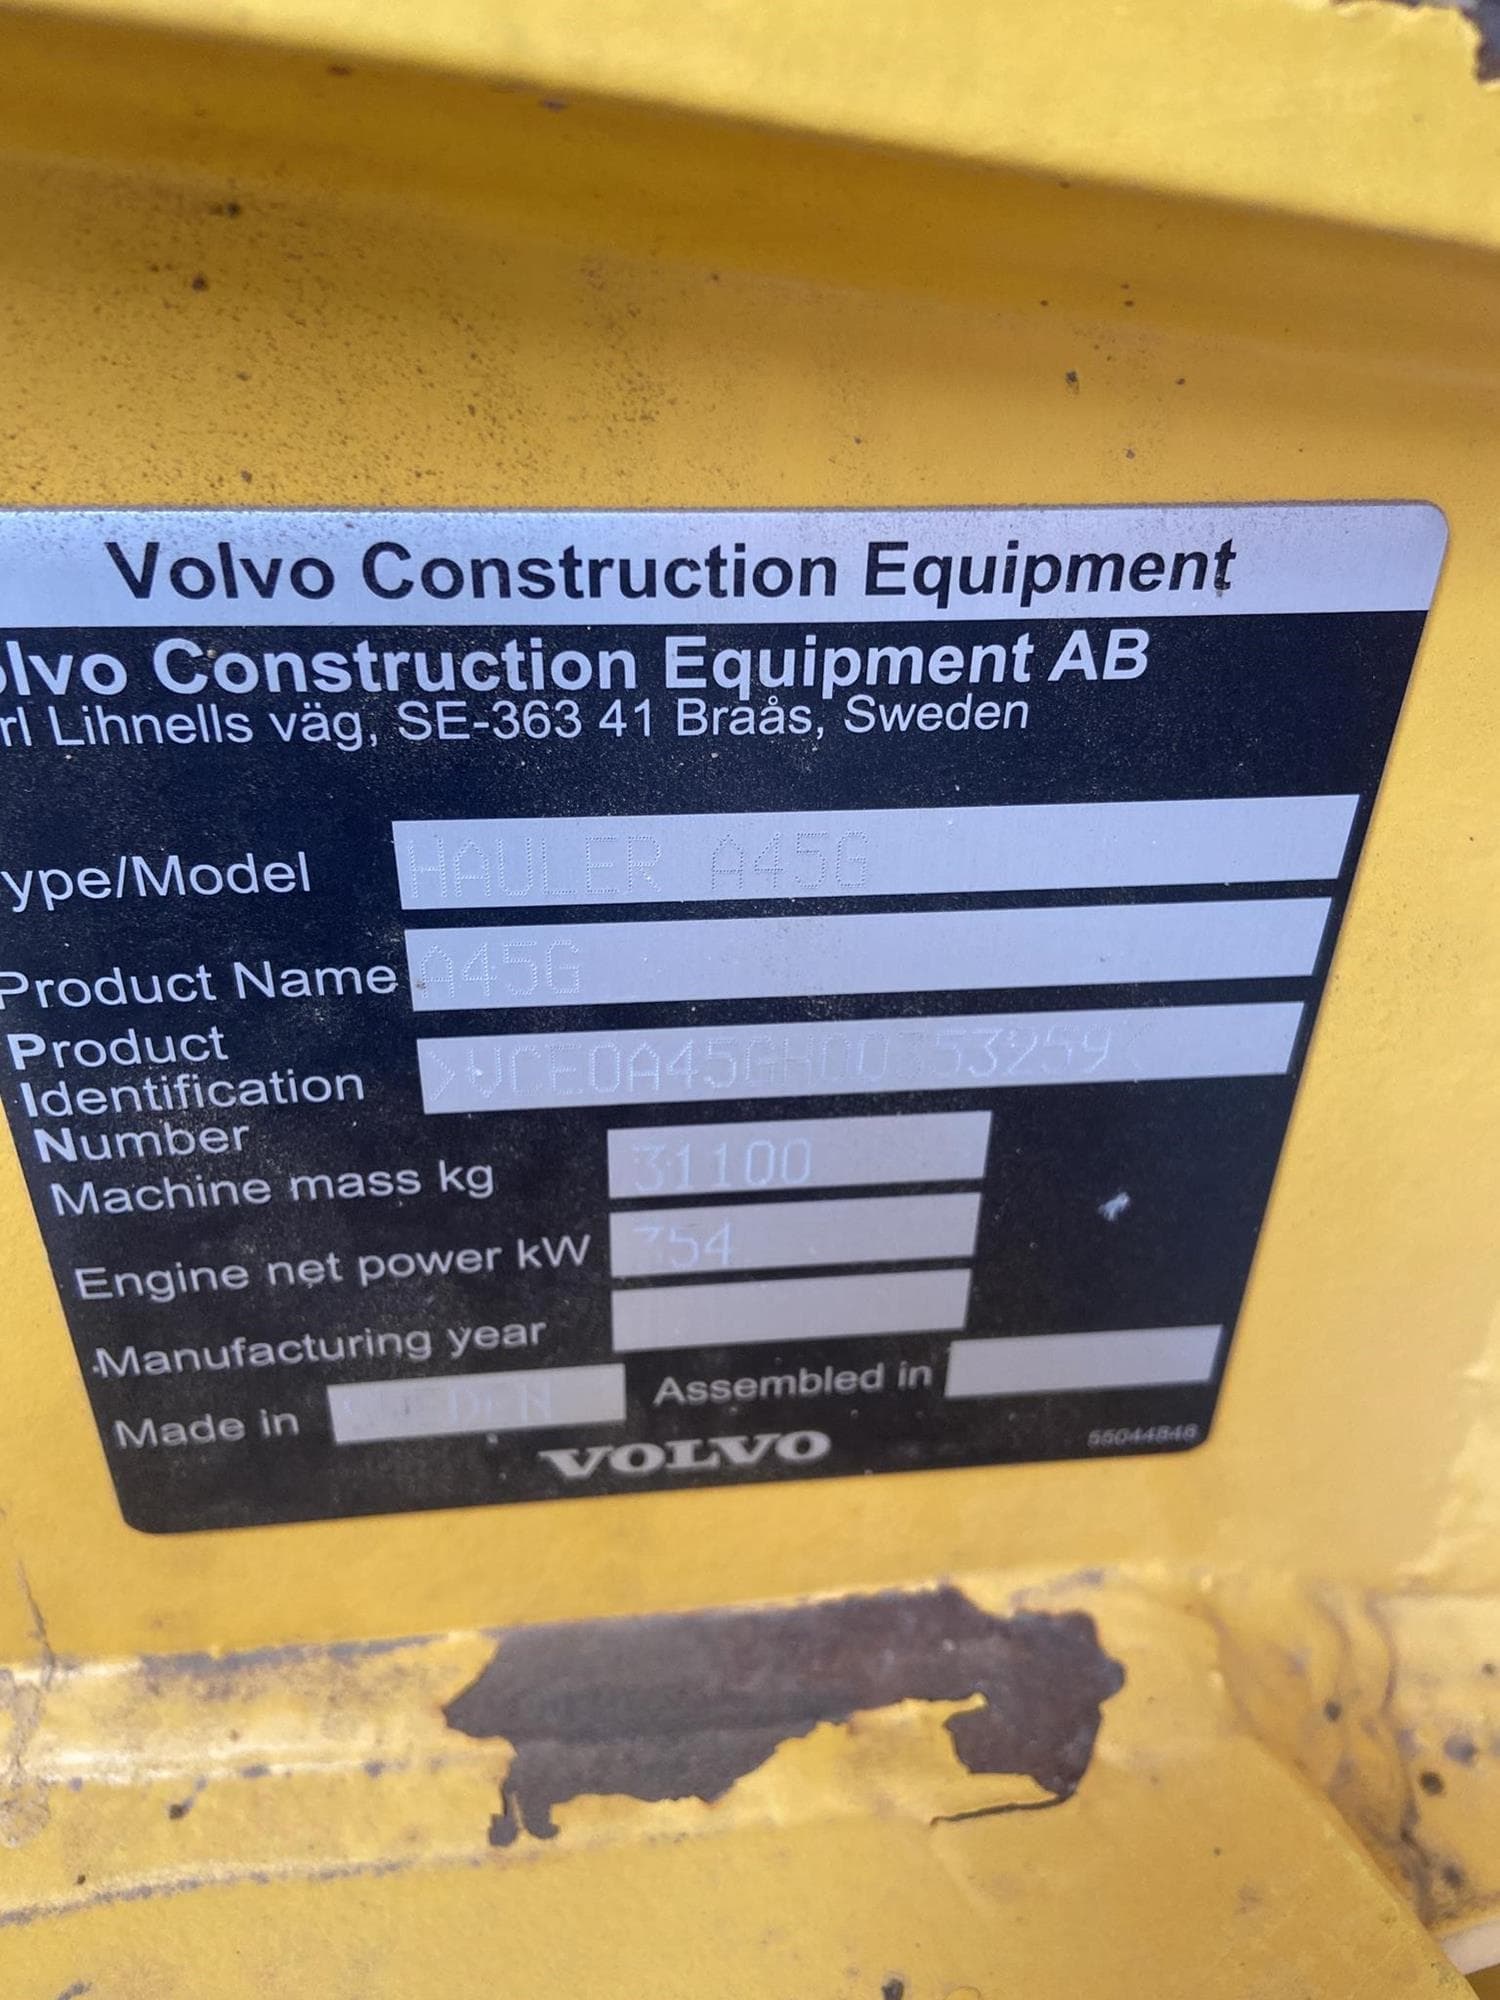 Volvo Construction Equipment
olvo Construction Equipment AB
rl Lihnells väg, SE-363 41 Braås, Sweden
ype/Model HAULER A45G
Product Name A45G
Product
Identification
Number
Machine mass kg 31100
Engine net power kW 354
Manufacturing year
Made in SWEDEN Assembled in
VOLVO
55044848